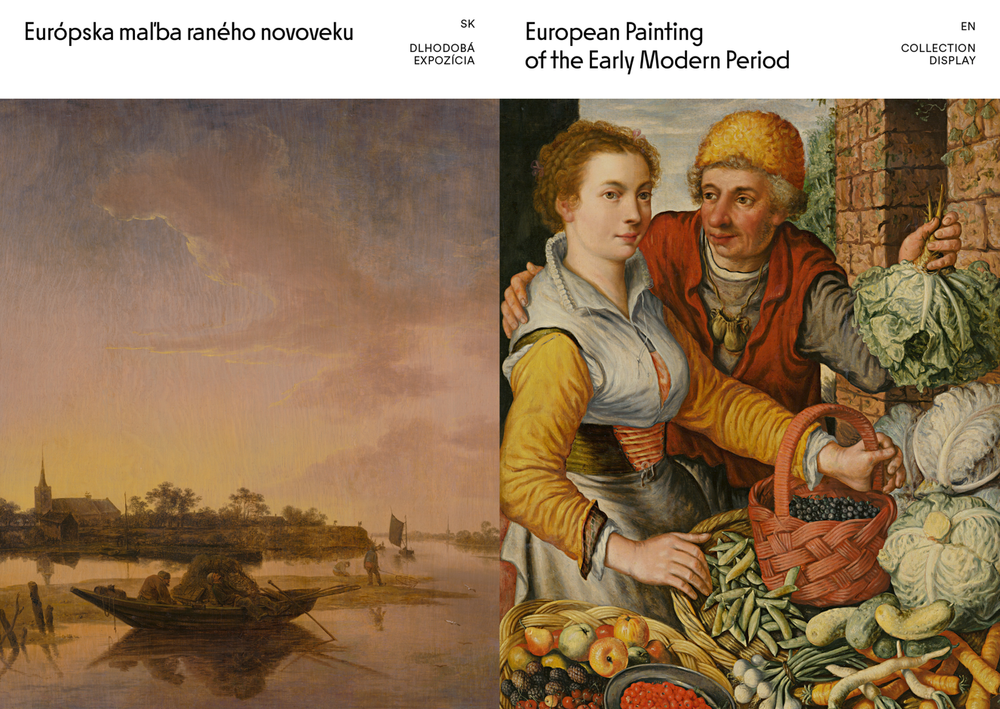 Európska maľba raného novoveku
SK
DLHODOBÁ
EXPOZÍCIA
European Painting
of the Early Modern Period
EN
COLLECTION
DISPLAY